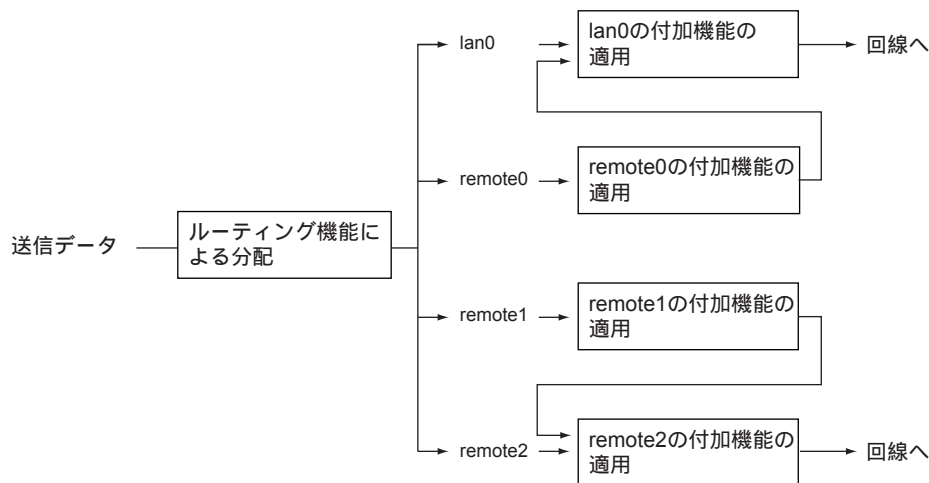 lan0
lan0の付加機能の
適用
回線へ
remote0
remote0の付加機能の
適用
送信データ
ルーティング機能に
よる分配
remote1
remote1の付加機能の
適用
remote2
remote2の付加機能の
適用
回線へ